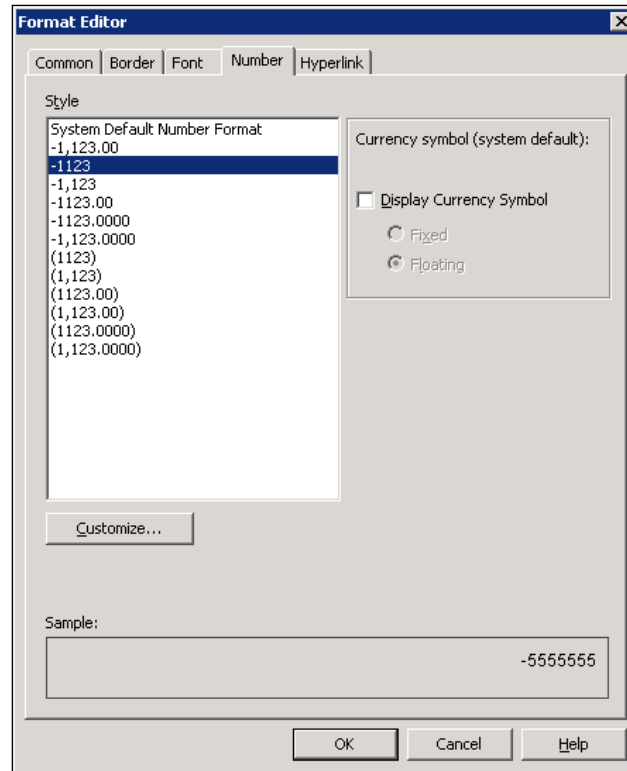 Format Editor
Common Border Font Number Hyperlink
Style
System Default Number Format
-1,123.00
-1123
-1,123
-1123.00
-1123.0000
-1,123.0000
(1123)
(1,123)
(1123.00)
(1,123.00)
(1123.0000)
(1,123.0000)
Currency symbol (system default):
Display Currency Symbol
Fixed
Floating
Customize...
Sample:
-5555555
OK Cancel Help